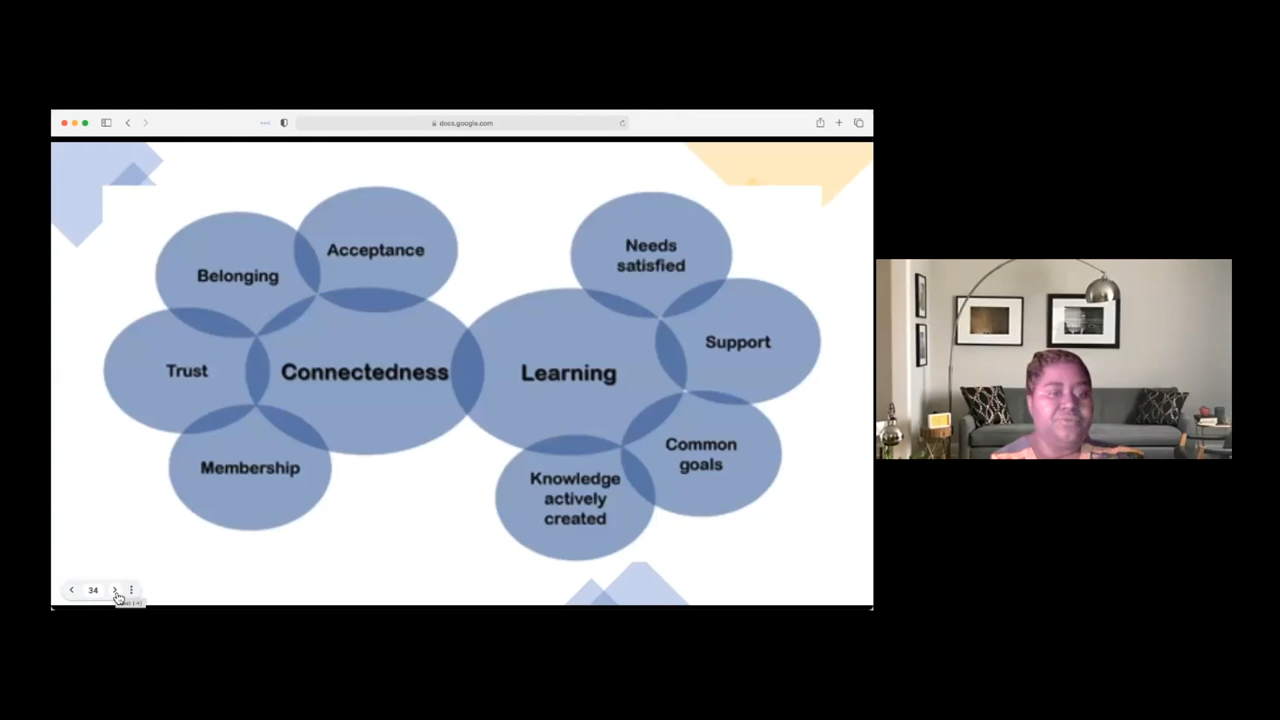 docs.google.com
Acceptance
Belonging
Trust
Connectedness
Membership
Needs
satisfied
Support
Learning
Common
goals
Knowledge
actively
created
34